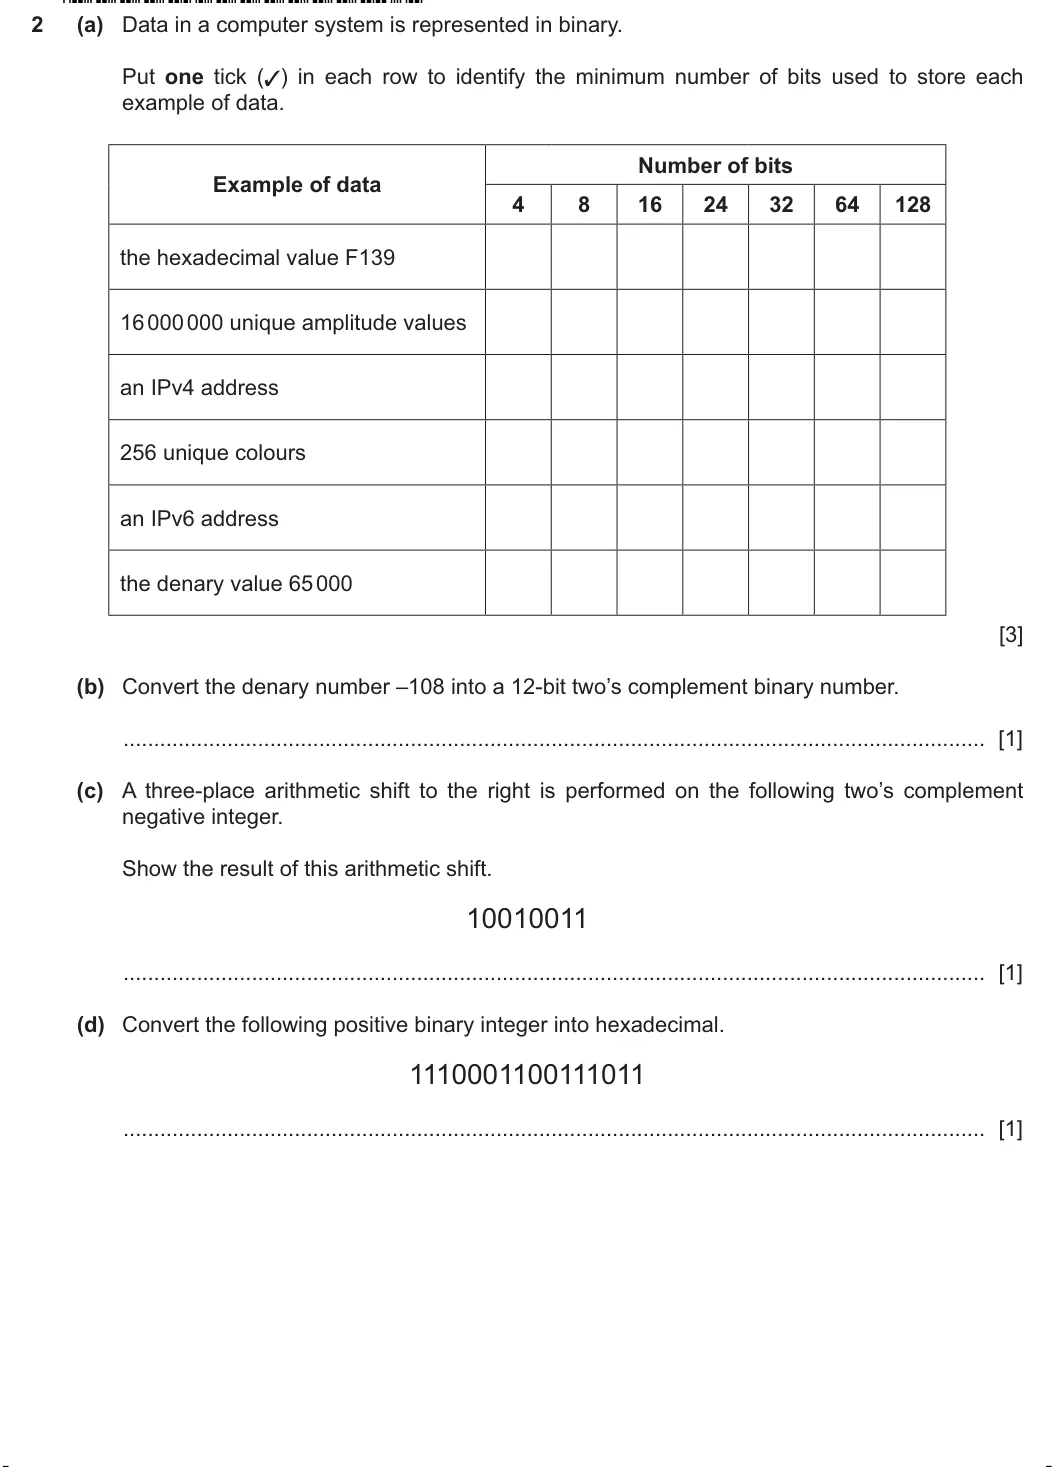 2 (a) Data in a computer system is represented in binary.
Put one tick (✓) in each row to identify the minimum number of bits used to store each
example of data.
Example of data
Number of bits
4 8 16 24 32 64 128
the hexadecimal value F139
16 000 000 unique amplitude values
an IPv4 address
256 unique colours
an IPv6 address
the denary value 65 000
[3]
(b) Convert the denary number –108 into a 12-bit two's complement binary number.
.......................................................................................................................................... [1]
(c) A three-place arithmetic shift to the right is performed on the following two's complement
negative integer.
Show the result of this arithmetic shift.
10010011
.......................................................................................................................................... [1]
(d) Convert the following positive binary integer into hexadecimal.
1110001100111011
.......................................................................................................................................... [1]